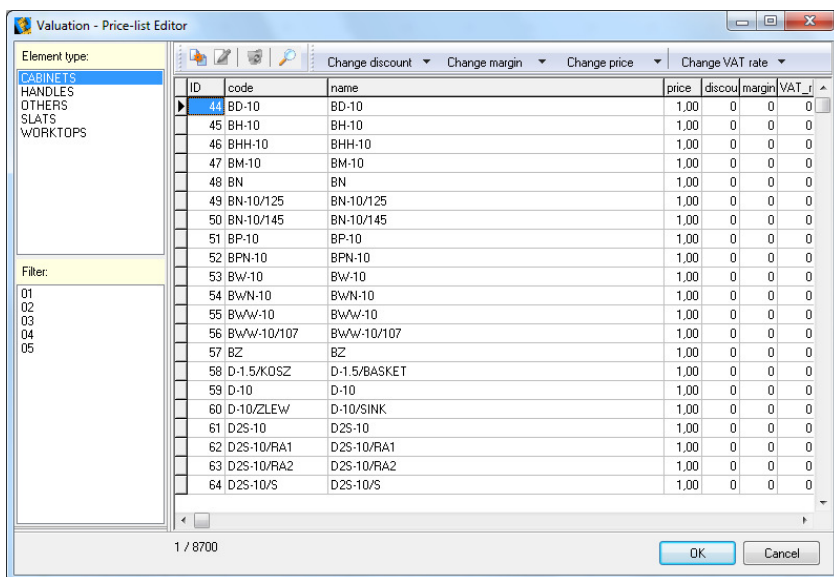 Valuation - Price-list Editor
Element type:
CABINETS
HANDLES
OTHERS
SLATS
WORKTOPS
Filter:
01
02
03
04
05
Change discount Change margin Change price Change VAT rate
ID code name price discou margin VAT_r
44 BD-10 BD-10 1,00 0 0 0
45 BH-10 BH-10 1,00 0 0 0
46 BHH-10 BHH-10 1,00 0 0 0
47 BM-10 BM-10 1,00 0 0 0
48 BN BN 1,00 0 0 0
49 BN-10/125 BN-10/125 1,00 0 0 0
50 BN-10/145 BN-10/145 1,00 0 0 0
51 BP-10 BP-10 1,00 0 0 0
52 BPN-10 BPN-10 1,00 0 0 0
53 BW-10 BW-10 1,00 0 0 0
54 BWN-10 BWN-10 1,00 0 0 0
55 BWW-10 BWW-10 1,00 0 0 0
56 BWW-10/107 BWW-10/107 1,00 0 0 0
57 BZ BZ 1,00 0 0 0
58 D-1.5/KOSZ D-1.5/BASKET 1,00 0 0 0
59 D-10 D-10 1,00 0 0 0
60 D-10/ZLEW D-10/SINK 1,00 0 0 0
61 D2S-10 D2S-10 1,00 0 0 0
62 D2S-10/RA1 D2S-10/RA1 1,00 0 0 0
63 D2S-10/RA2 D2S-10/RA2 1,00 0 0 0
64 D2S-10/S D2S-10/S 1,00 0 0 0
1 / 8700
OK Cancel